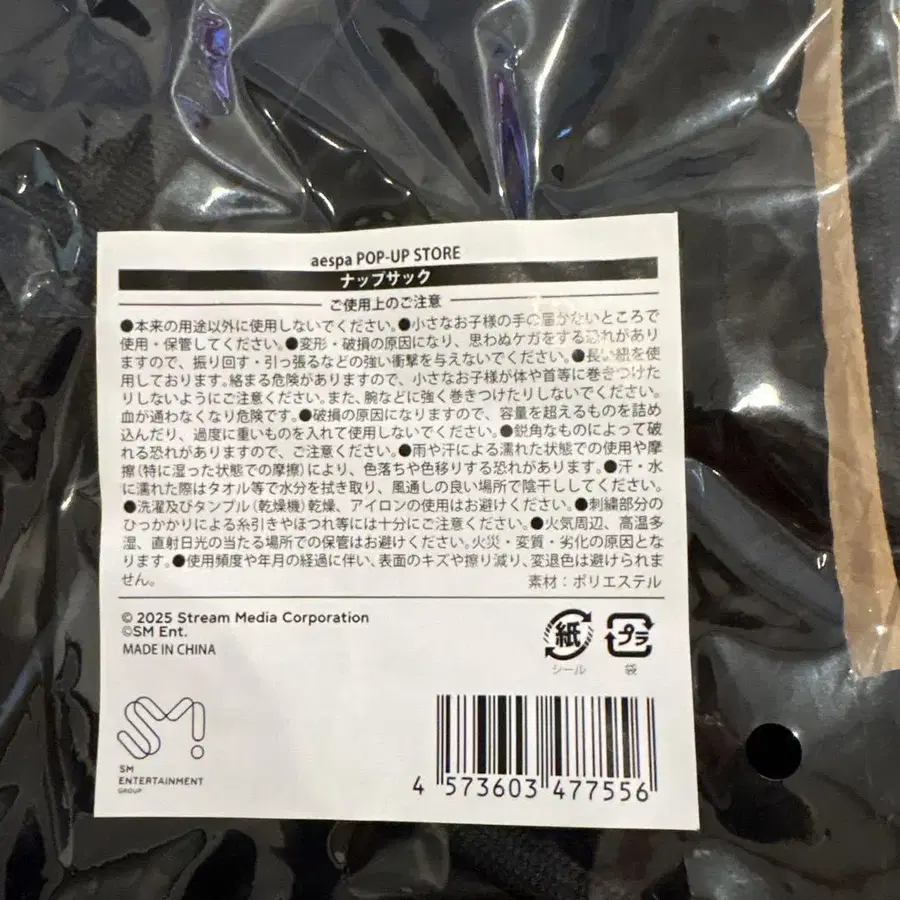 aespa POP-UP STORE
ナップサック
ご使用上のご注意
●本来の用途以外に使用しないでください。●小さなお子様の手の届かないところで
使用・保管してください。●変形・破損の原因になり、思わぬケガをする恐れがあり
ますので、振り回す・引っ張るなどの強い衝撃を与えないでください。●長い紐を使
用しております。絡まる危険がありますので、小さなお子様が体や首等に巻きつけた
りしないようにご注意ください。また、腕などに強く巻きつけたりしないでください。
血が通わなくなり危険です。●破損の原因になりますので、容量を超えるものを詰め
込んだり、過度に重いものを入れて使用しないでください。●鋭角なものによって破
れる恐れがありますので、ご注意ください。●雨や汗による濡れた状態での使用や摩
擦(特に湿った状態での摩擦)により、色落ちや色移りする恐れがあります。●汗・水
に濡れた際はタオル等で水分を拭き取り、風通しの良い場所で陰干ししてください。
●洗濯及びタンブル(乾燥機)乾燥、アイロンの使用はお避けください。●刺繍部分の
ひっかかりによる糸引きやほつれ等には十分にご注意ください。●火気周辺、高温多
湿、直射日光の当たる場所での保管はお避けください。火災・変質・劣化の原因とな
ります。●使用頻度や年月の経過に伴い、表面のキズや擦り減り、変退色は避けられま
せん。
素材：ポリエステル
© 2025 Stream Media Corporation
©SM Ent.
MADE IN CHINA
紙
シール
プラ
袋
SM
SM
ENTERTAINMENT
GROUP
4 573603 477556